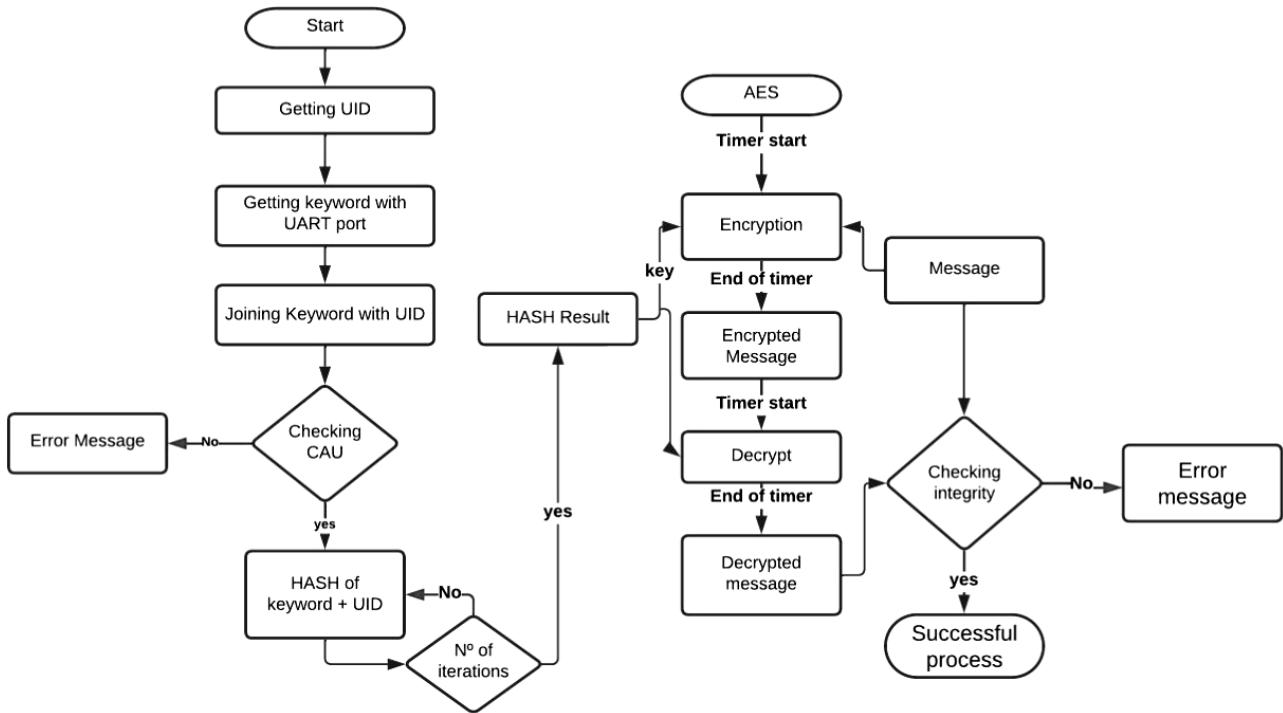 Start
Getting UID
Getting keyword with
UART port
Joining Keyword with UID
Checking
CAU
No
Error Message
yes
HASH of
keyword + UID
No
Nº of
iterations
yes
HASH Result
key
AES
Timer start
Encryption
End of timer
Encrypted
Message
Timer start
Decrypt
End of timer
Decrypted
message
Message
Checking
integrity
No
Error
message
yes
Successful
process